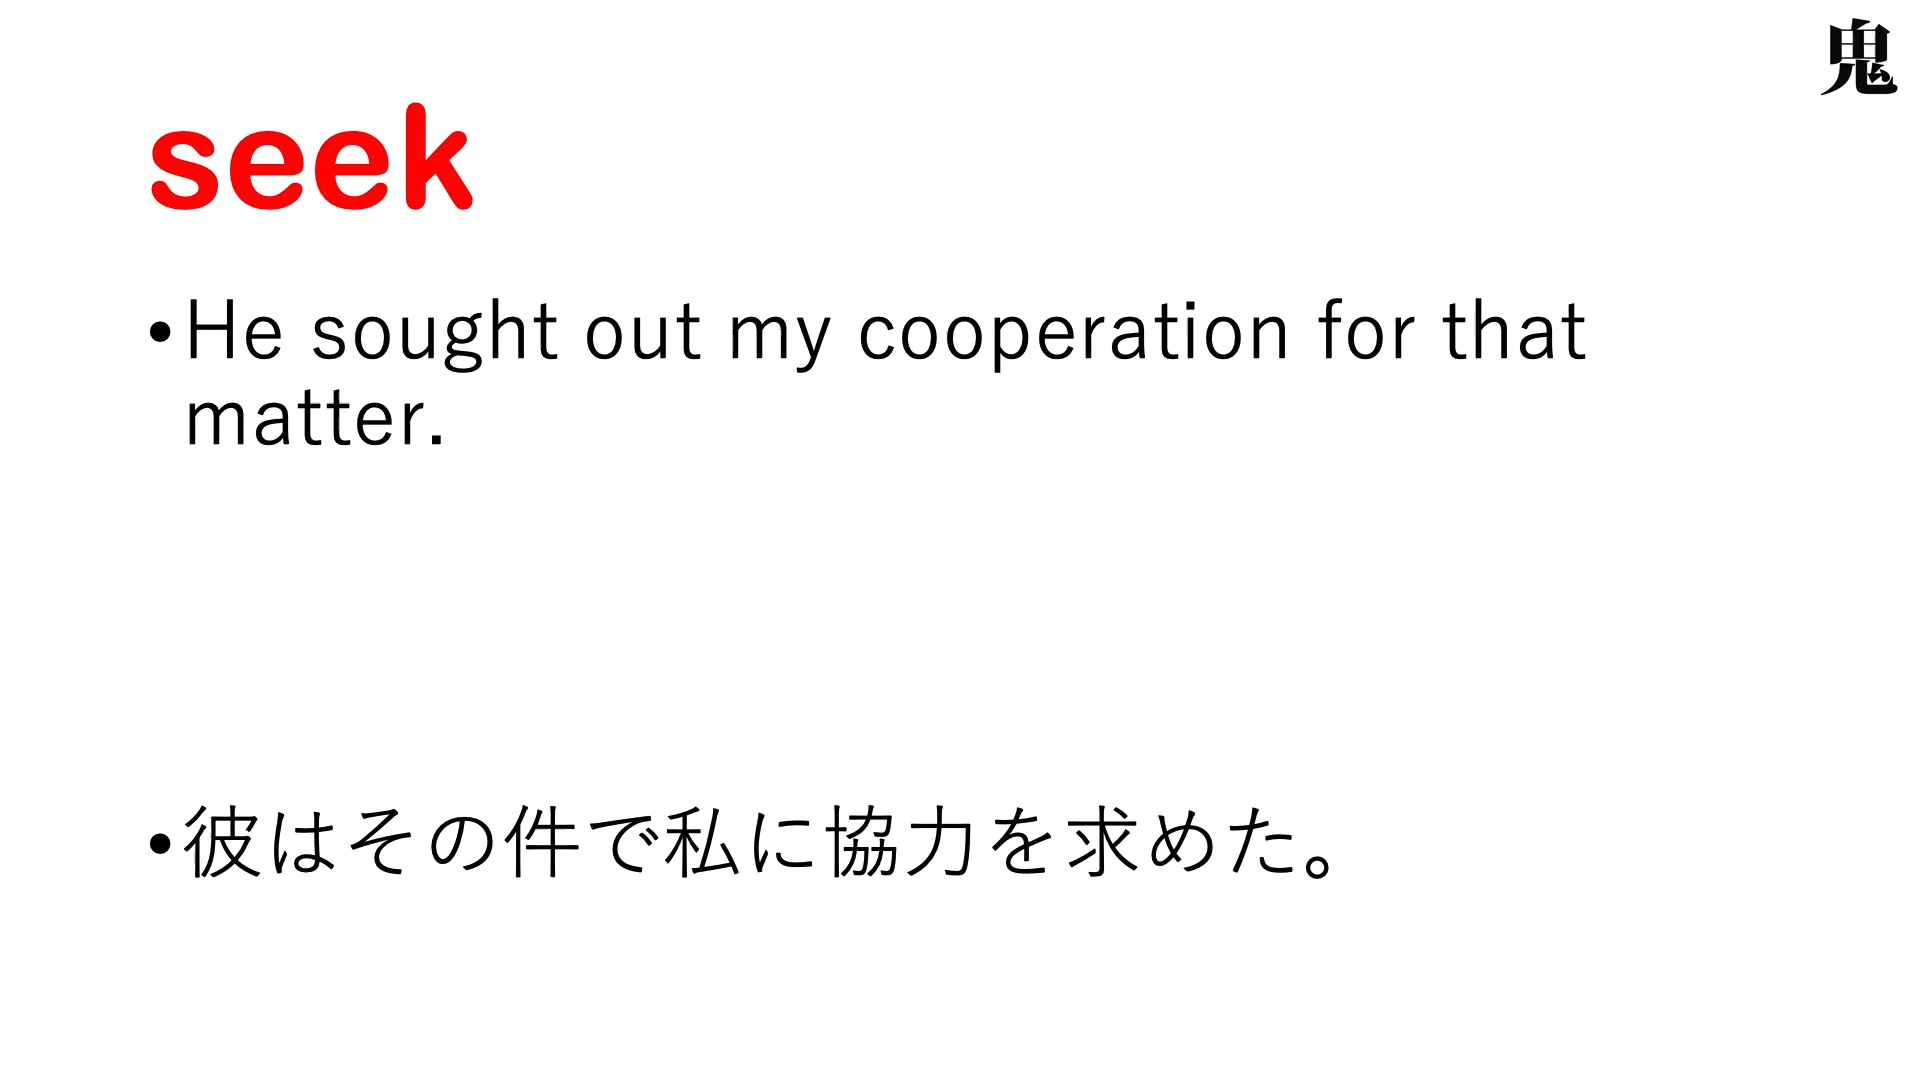 鬼
seek
•He sought out my cooperation for that
matter.
•彼はその件で私に協力を求めた。